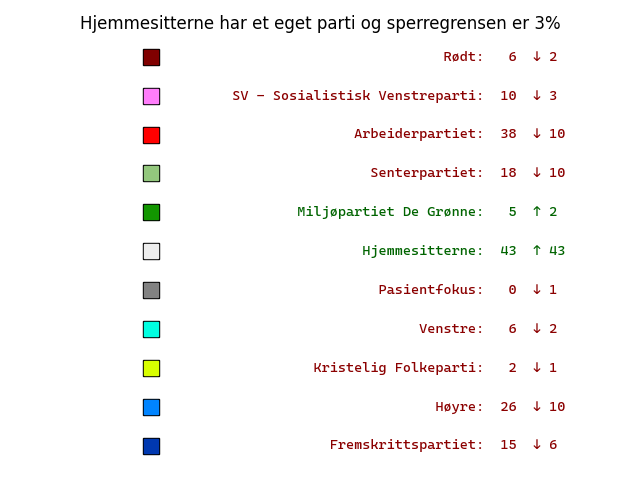 Hjemmesitterne har et eget parti og sperregrensen er 3%
Rødt: 6 ↓ 2
SV – Sosialistisk Venstreparti: 10 ↓ 3
Arbeiderpartiet: 38 ↓ 10
Senterpartiet: 18 ↓ 10
Miljøpartiet De Grønne: 5 ↑ 2
Hjemmesitterne: 43 ↑ 43
Pasientfokus: 0 ↓ 1
Venstre: 6 ↓ 2
Kristelig Folkeparti: 2 ↓ 1
Høyre: 26 ↓ 10
Fremskrittspartiet: 15 ↓ 6